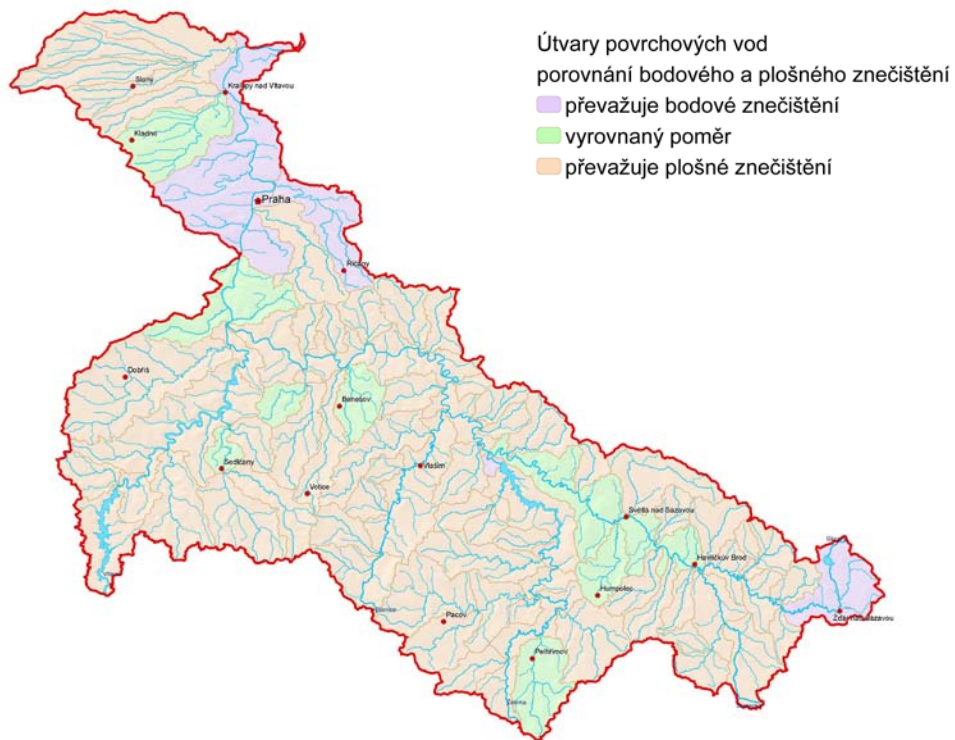 Útvary povrchových vod
porovnání bodového a plošného znečištění
převažuje bodové znečištění
vyrovnaný poměr
převažuje plošné znečištění
Slaný
Kralupy nad Vltavou
Kladno
Praha
Říčany
Dobříš
Benešov
Sedlčany
Vlašim
Votice
Světlá nad Sázavou
Havlíčkův Brod
Humpolec
Žďár nad Sázavou
Pacov
Pelhřimov